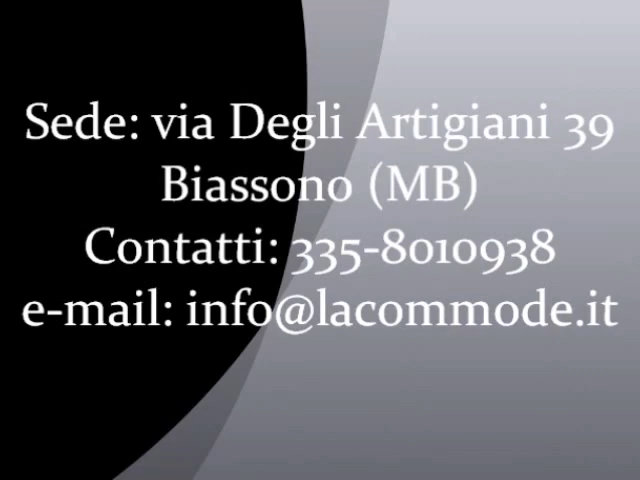 Sede: via Degli Artigiani 39
Biassono (MB)
Contatti: 335-8010938
e-mail: info@lacommode.it